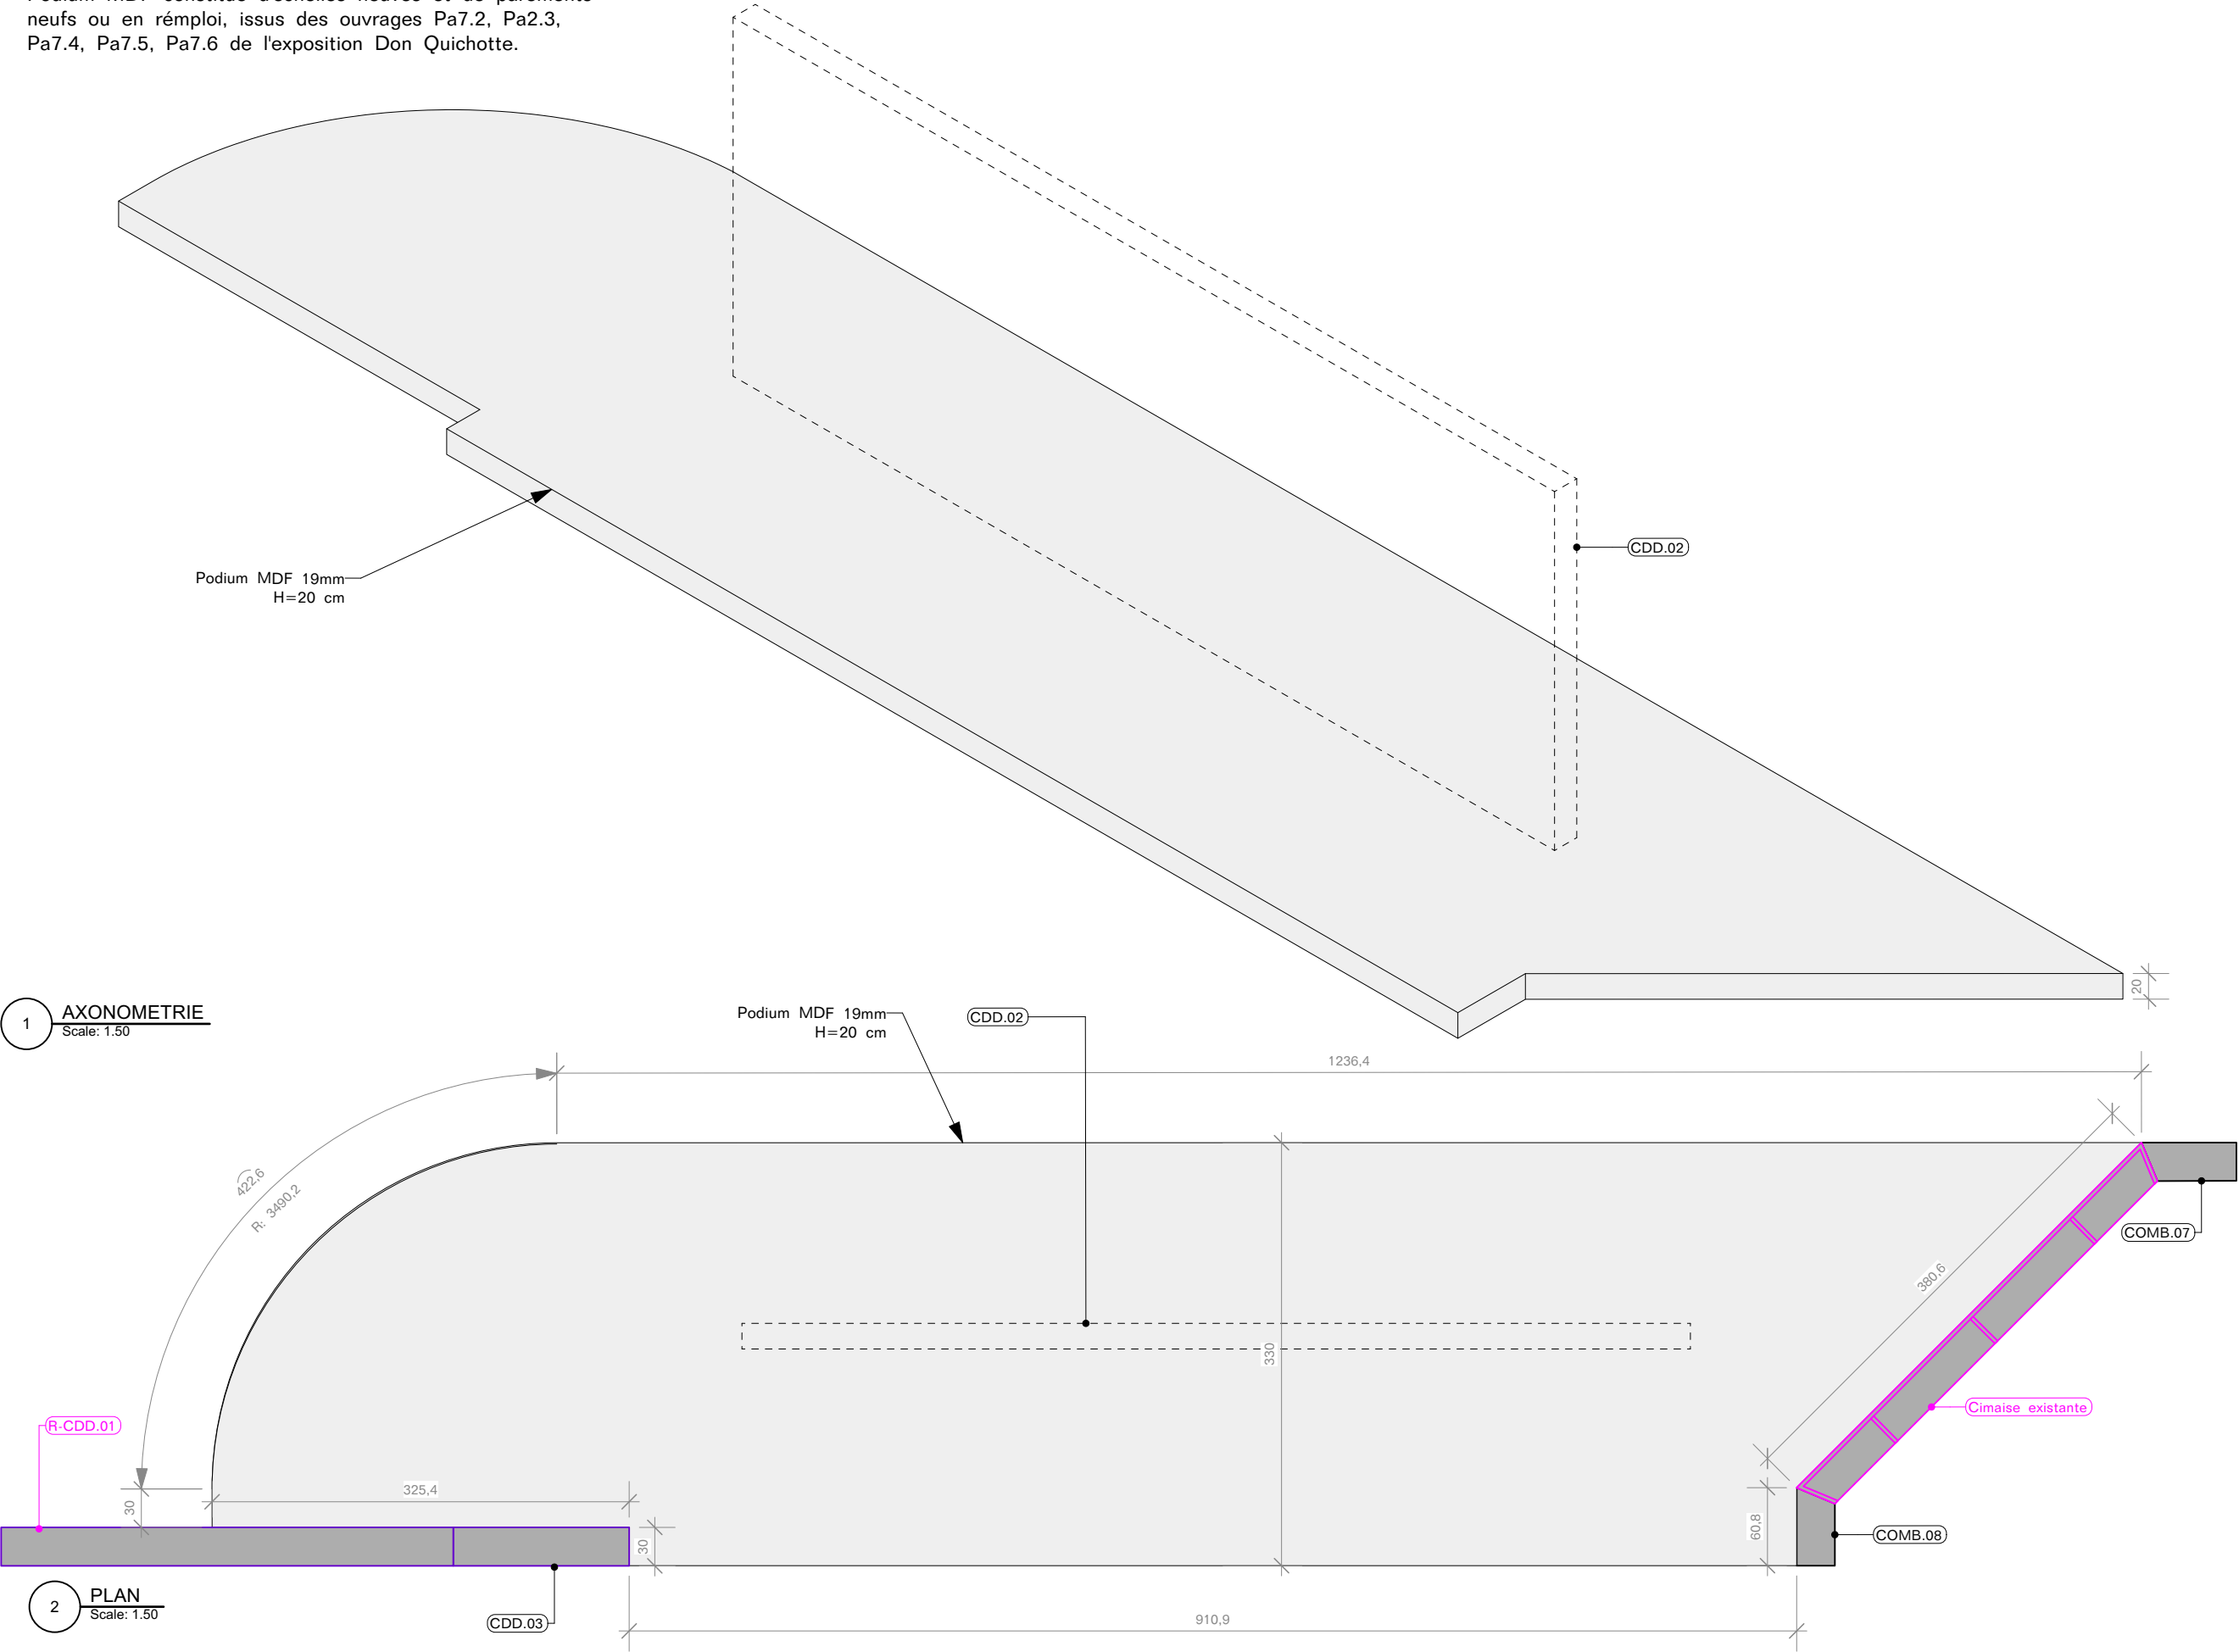 neufs ou en rémploi, issus des ouvrages Pa7.2, Pa2.3,
Pa7.4, Pa7.5, Pa7.6 de l'exposition Don Quichotte.
CDD.02
Podium MDF 19mm
H=20 cm
20
1
AXONOMETRIE
Scale: 1.50
Podium MDF 19mm
H=20 cm
CDD.02
1236,4
422,6
R: 3490,2
COMB.07
380,6
330
Cimaise existante
R-CDD.01
325,4
30
30
60,8
COMB.08
2
PLAN
Scale: 1.50
CDD.03
910,9